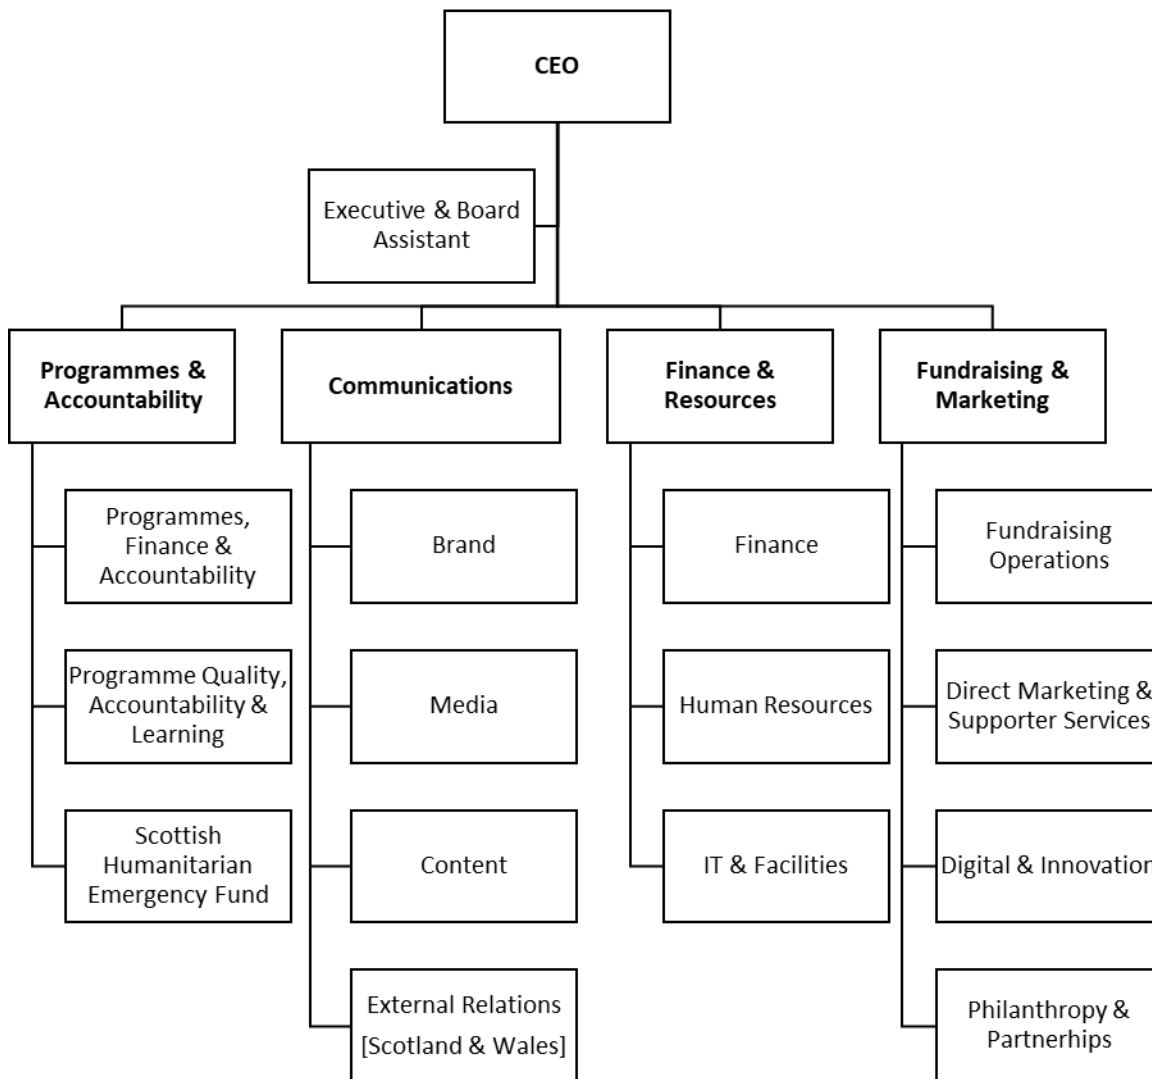 CEO
Executive & Board
Assistant
Programmes &
Accountability
Communications
Finance &
Resources
Fundraising &
Marketing
Programmes,
Finance &
Accountability
Brand
Finance
Fundraising
Operations
Programme Quality,
Accountability &
Learning
Media
Human Resources
Direct Marketing &
Supporter Services
Scottish
Humanitarian
Emergency Fund
Content
IT & Facilities
Digital & Innovation
External Relations
[Scotland & Wales]
Philanthropy &
Partnerhips